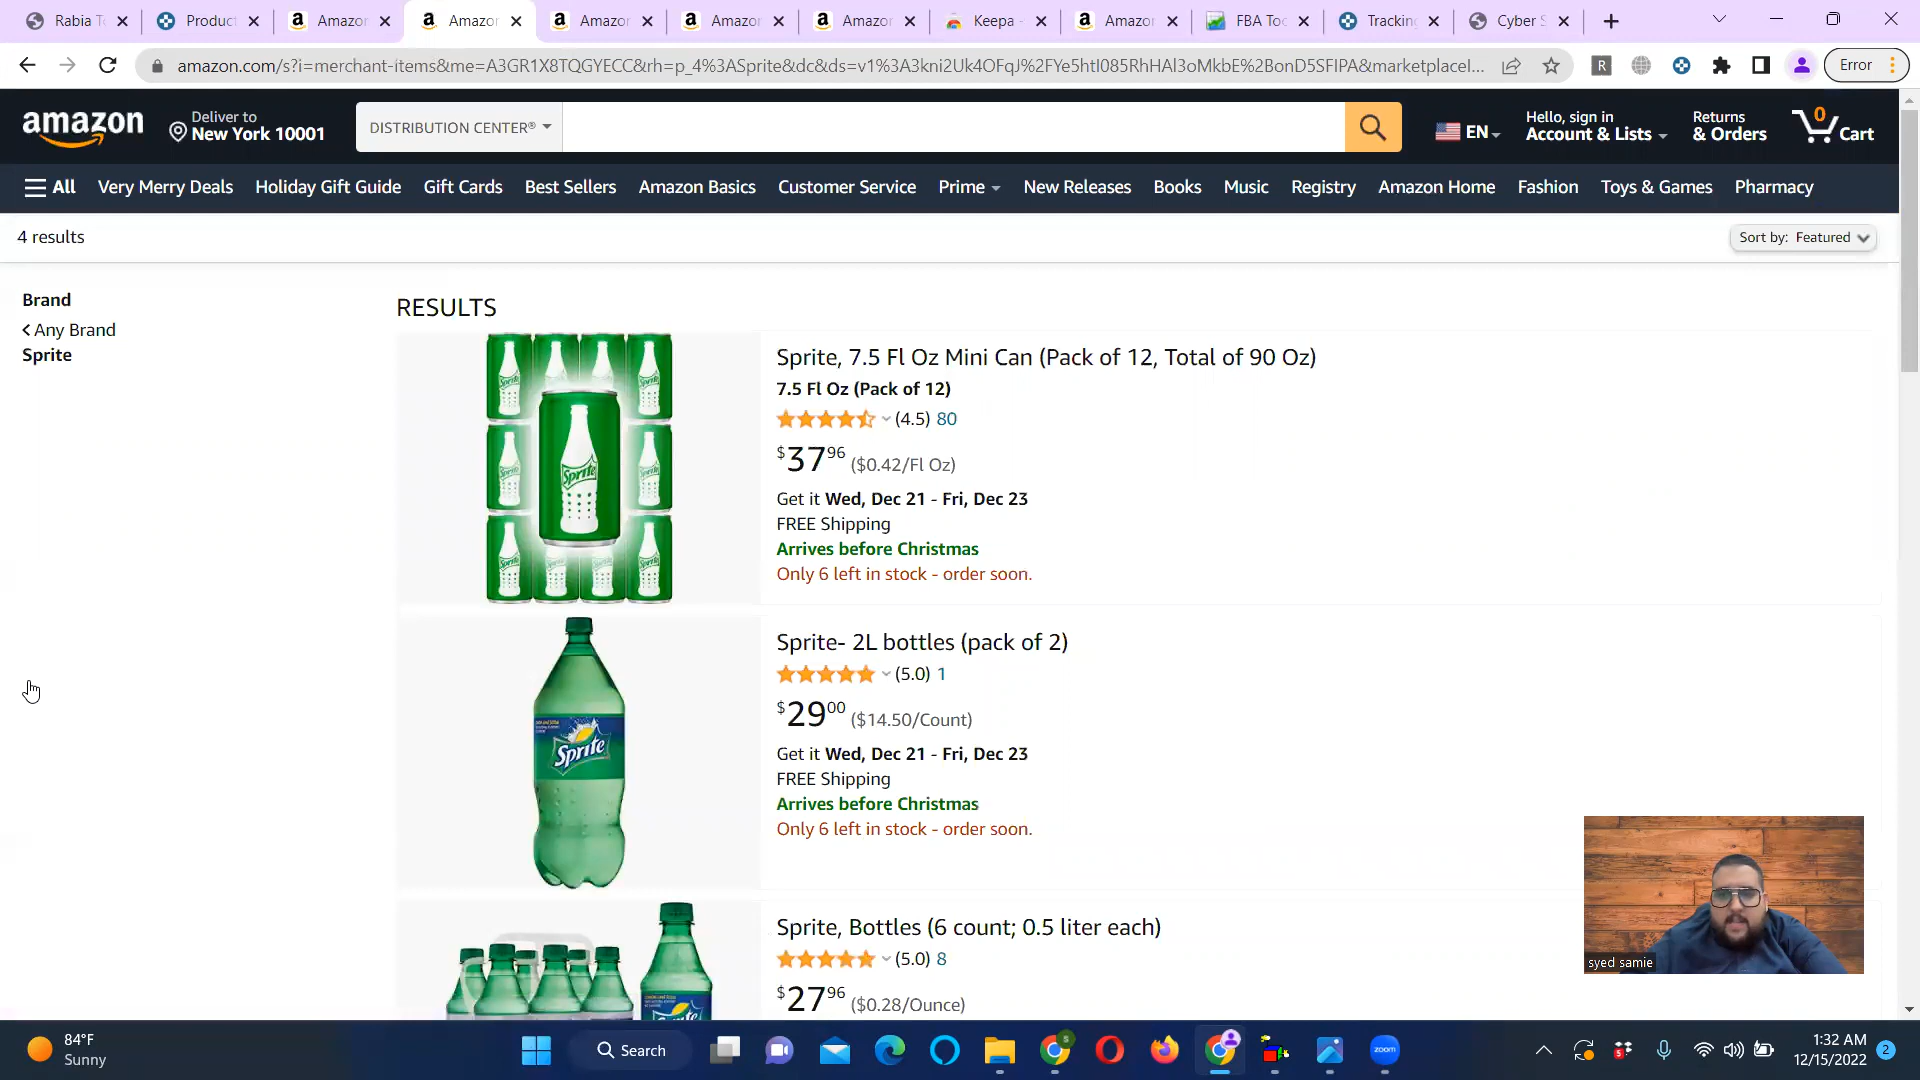 Rabia T
Product
Amazon
Amazon
Amazon
Amazon
Amazon
Keepa -
Amazon
FBA Too
Tracking
Cyber S
amazon.com/s?i=merchant-items&me=A3GR1X8TQGYECC&rh=p_4%3ASprite&dc&ds=v1%3A3kni2Uk4OFqJ%2FYe5htI085RhHAl3oMkbE%2BonD5SFIPA&marketplaceI...
R
Error
amazon
Deliver to
New York 10001
DISTRIBUTION CENTER®
EN
Hello, sign in
Account & Lists
Returns
& Orders
0
Cart
All
Very Merry Deals
Holiday Gift Guide
Gift Cards
Best Sellers
Amazon Basics
Customer Service
Prime
New Releases
Books
Music
Registry
Amazon Home
Fashion
Toys & Games
Pharmacy
4 results
Sort by: Featured
Brand
Any Brand
Sprite
RESULTS
Sprite
Sprite, 7.5 Fl Oz Mini Can (Pack of 12, Total of 90 Oz)
7.5 Fl Oz (Pack of 12)
(4.5) 80
$37 96 ($0.42/Fl Oz)
Get it Wed, Dec 21 - Fri, Dec 23
FREE Shipping
Arrives before Christmas
Only 6 left in stock - order soon.
Sprite
Sprite- 2L bottles (pack of 2)
(5.0) 1
$29 00 ($14.50/Count)
Get it Wed, Dec 21 - Fri, Dec 23
FREE Shipping
Arrives before Christmas
Only 6 left in stock - order soon.
Sprite, Bottles (6 count; 0.5 liter each)
(5.0) 8
$27 96 ($0.28/Ounce)
syed samie
84°F
Sunny
Search
zoom
1:32 AM
12/15/2022
2